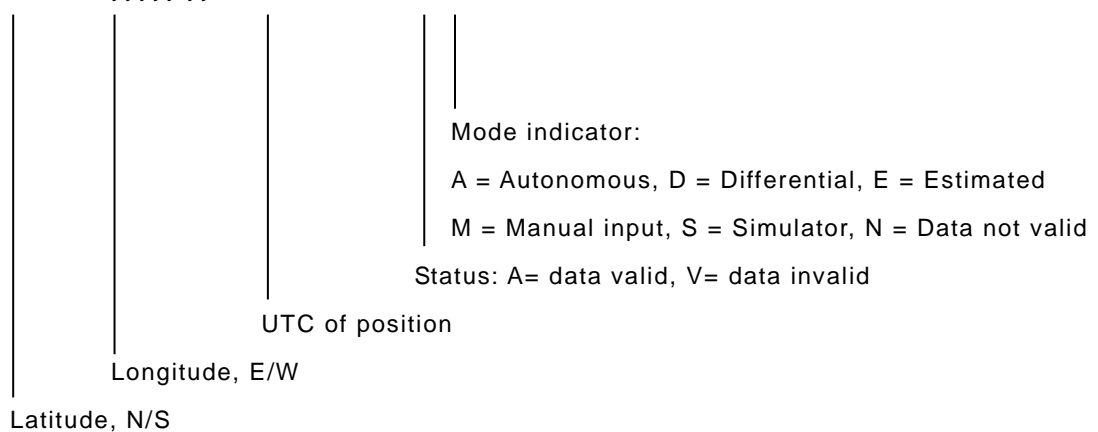 Mode indicator:
A = Autonomous, D = Differential, E = Estimated
M = Manual input, S = Simulator, N = Data not valid
Status: A= data valid, V= data invalid
UTC of position
Longitude, E/W
Latitude, N/S